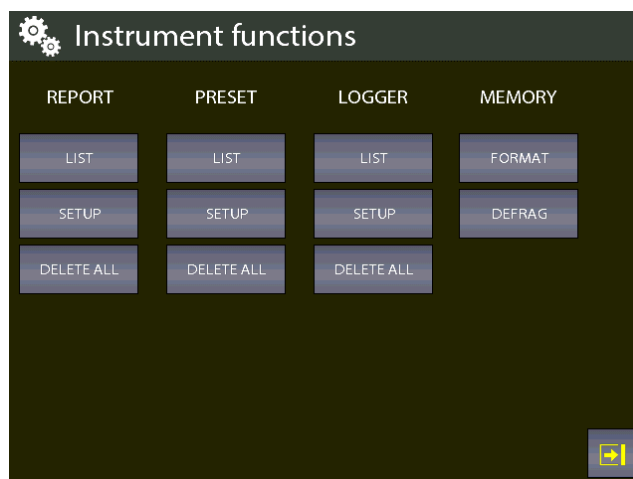 Instrument functions
REPORT PRESET LOGGER MEMORY
LIST LIST LIST FORMAT
SETUP SETUP SETUP DEFRAG
DELETE ALL DELETE ALL DELETE ALL